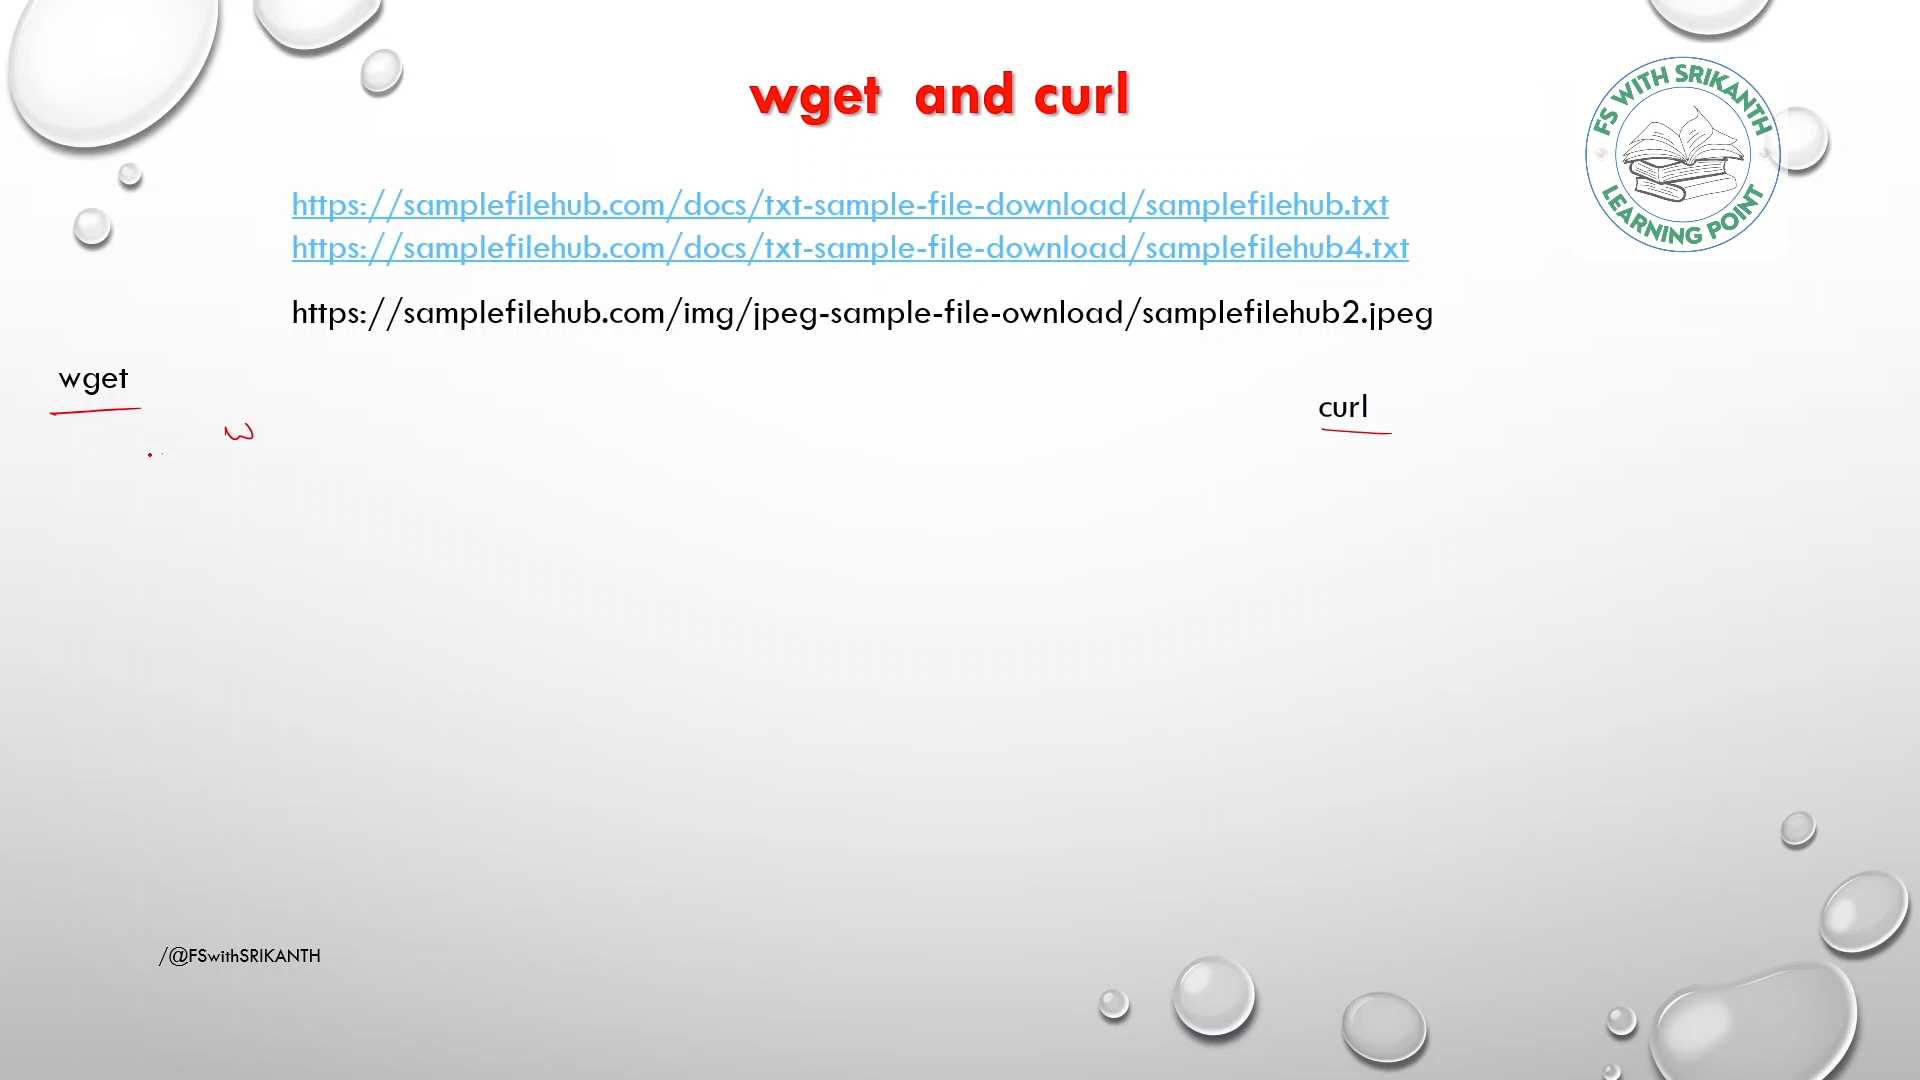 wget and curl
FS WITH SRIKANTH
LEARNING POINT
https://samplefilehub.com/docs/txt-sample-file-download/samplefilehub.txt
https://samplefilehub.com/docs/txt-sample-file-download/samplefilehub4.txt
https://samplefilehub.com/img/jpeg-sample-file-ownload/samplefilehub2.jpeg
wget
curl
w
/@FSwithSRIKANTH